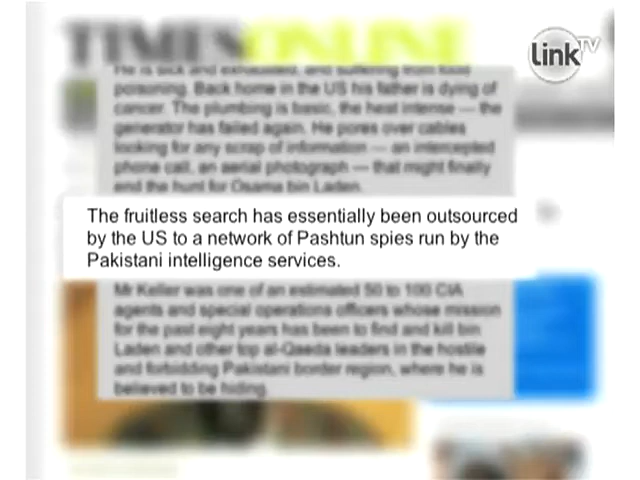 TIMESONLINE
link TV
He is sick and exhausted, and suffering from food
poisoning. Back home in the US his father is dying of
cancer. The plumbing is basic, the heat intense — the
generator has failed again. He pores over cables
looking for any scrap of information — an intercepted
phone call, an aerial photograph — that might finally
end the hunt for Osama bin Laden.
The fruitless search has essentially been outsourced
by the US to a network of Pashtun spies run by the
Pakistani intelligence services.
Mr Keller was one of an estimated 50 to 100 CIA
agents and special operations officers whose mission
for the past eight years has been to find and kill bin
Laden and other top al-Qaeda leaders in the hostile
and forbidding Pakistani border region, where he is
believed to be hiding.